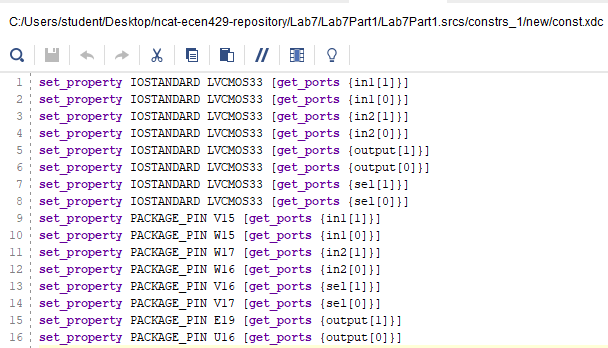 C:/Users/student/Desktop/ncat-ecen429-repository/Lab7/Lab7Part1/Lab7Part1.srcs/constrs_1/new/const.xdc
1 set_property IOSTANDARD LVCMOS33 [get_ports {in1[1]}]
2 set_property IOSTANDARD LVCMOS33 [get_ports {in1[0]}]
3 set_property IOSTANDARD LVCMOS33 [get_ports {in2[1]}]
4 set_property IOSTANDARD LVCMOS33 [get_ports {in2[0]}]
5 set_property IOSTANDARD LVCMOS33 [get_ports {output[1]}]
6 set_property IOSTANDARD LVCMOS33 [get_ports {output[0]}]
7 set_property IOSTANDARD LVCMOS33 [get_ports {sel[1]}]
8 set_property IOSTANDARD LVCMOS33 [get_ports {sel[0]}]
9 set_property PACKAGE_PIN V15 [get_ports {in1[1]}]
10 set_property PACKAGE_PIN W15 [get_ports {in1[0]}]
11 set_property PACKAGE_PIN W17 [get_ports {in2[1]}]
12 set_property PACKAGE_PIN W16 [get_ports {in2[0]}]
13 set_property PACKAGE_PIN V16 [get_ports {sel[1]}]
14 set_property PACKAGE_PIN V17 [get_ports {sel[0]}]
15 set_property PACKAGE_PIN E19 [get_ports {output[1]}]
16 set_property PACKAGE_PIN U16 [get_ports {output[0]}]